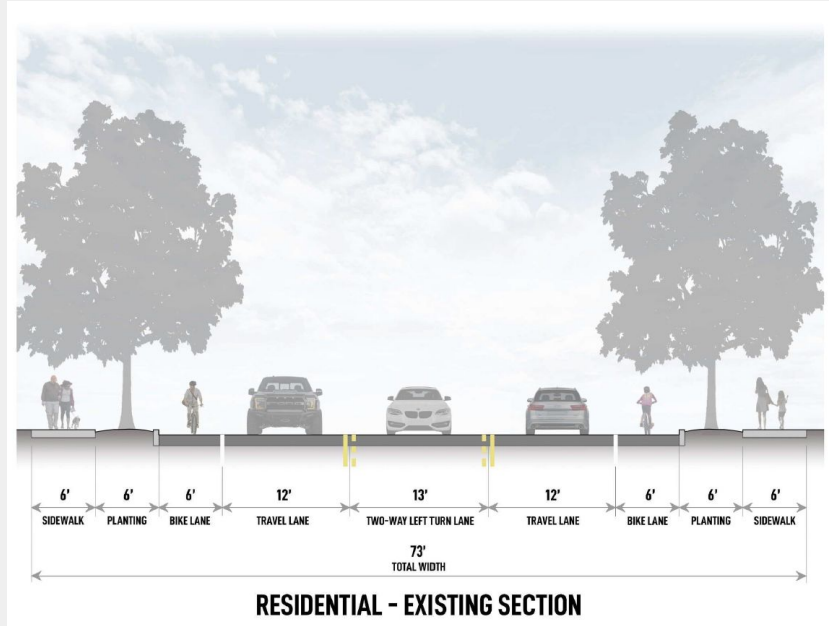 6' 6' 6' 12' 13' 12' 6' 6' 6'
SIDEWALK PLANTING BIKE LANE TRAVEL LANE TWO-WAY LEFT TURN LANE TRAVEL LANE BIKE LANE PLANTING SIDEWALK
73'
TOTAL WIDTH
RESIDENTIAL - EXISTING SECTION